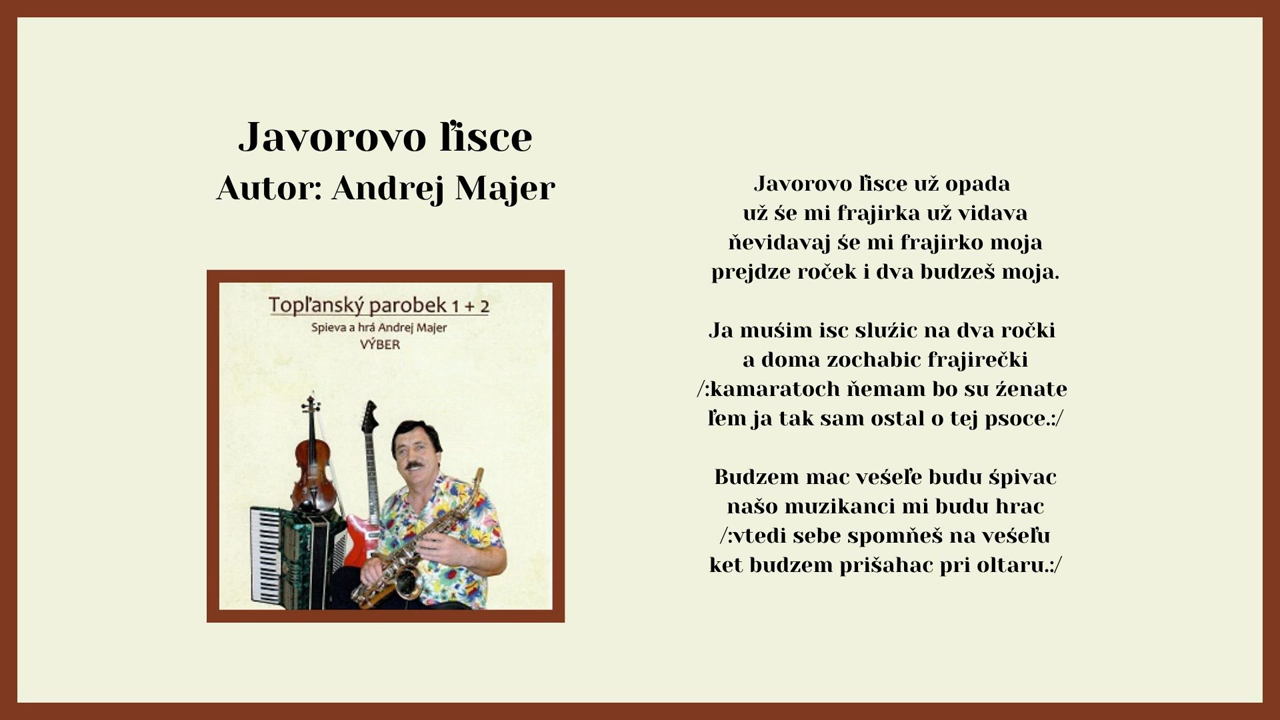 Javorovo ľisce
Autor: Andrej Majer
Topľanský parobek 1 + 2
Spieva a hrá Andrej Majer
VÝBER
Javorovo ľisce už opada
už śe mi frajirka už vidava
ňevidavaj śe mi frajirko moja
prejdze roček i dva budzeš moja.
Ja muśim isc služic na dva ročki
a doma zochabic frajirečki
/:kamaratoch ňemam bo su źenate
ľem ja tak sam ostal o tej psoce.:/
Budzem mac veśeľe budu śpivac
našo muzikanci mi budu hrac
/:vtedi sebe spomňeš na veśeľu
ket budzem prišahac pri oltaru.:/